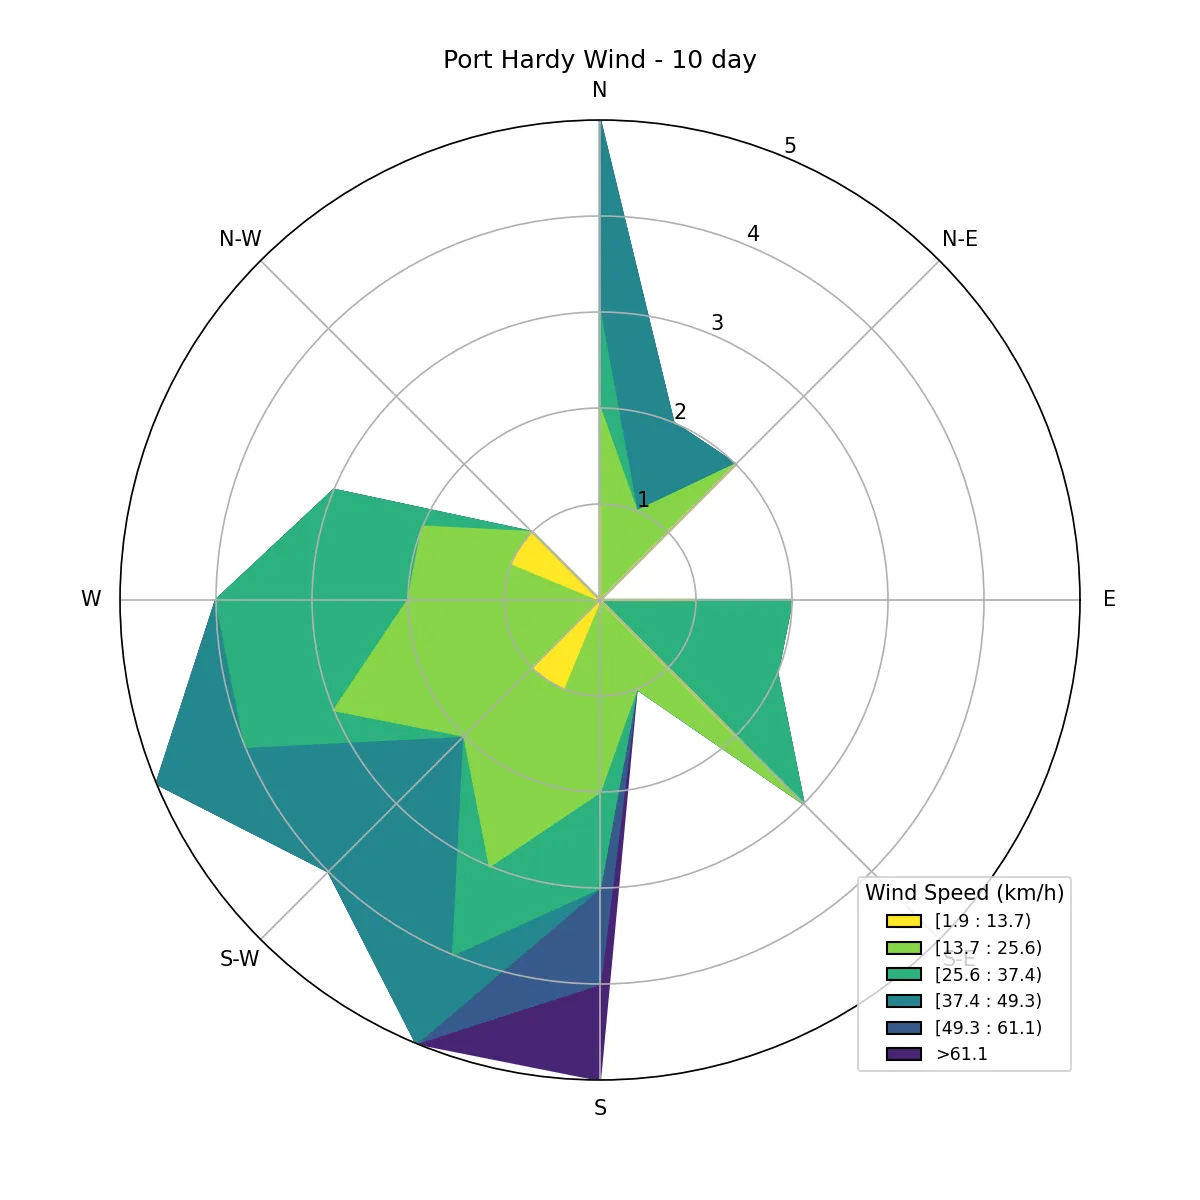 Port Hardy Wind - 10 day
N
5
N-W
4
N-E
3
2
1
W
E
S-W
S-E
S
Wind Speed (km/h)
[1.9 : 13.7)
[13.7 : 25.6)
[25.6 : 37.4)
[37.4 : 49.3)
[49.3 : 61.1)
>61.1